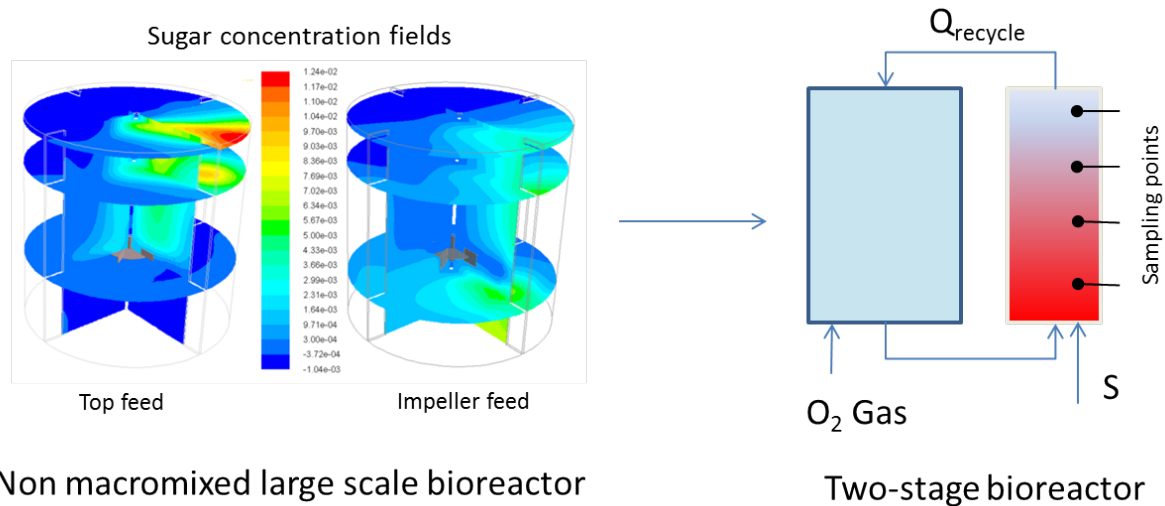 Sugar concentration fields
1.24e-02
1.17e-02
1.10e-02
1.04e-02
9.70e-03
9.03e-03
8.36e-03
7.69e-03
7.02e-03
6.34e-03
5.67e-03
5.00e-03
4.33e-03
3.66e-03
2.99e-03
2.31e-03
1.64e-03
9.71e-04
3.00e-04
-3.72e-04
-1.04e-03
Top feed
Impeller feed
Non macromixed large scale bioreactor
Qrecycle
Sampling points
O2 Gas
S
Two-stage bioreactor